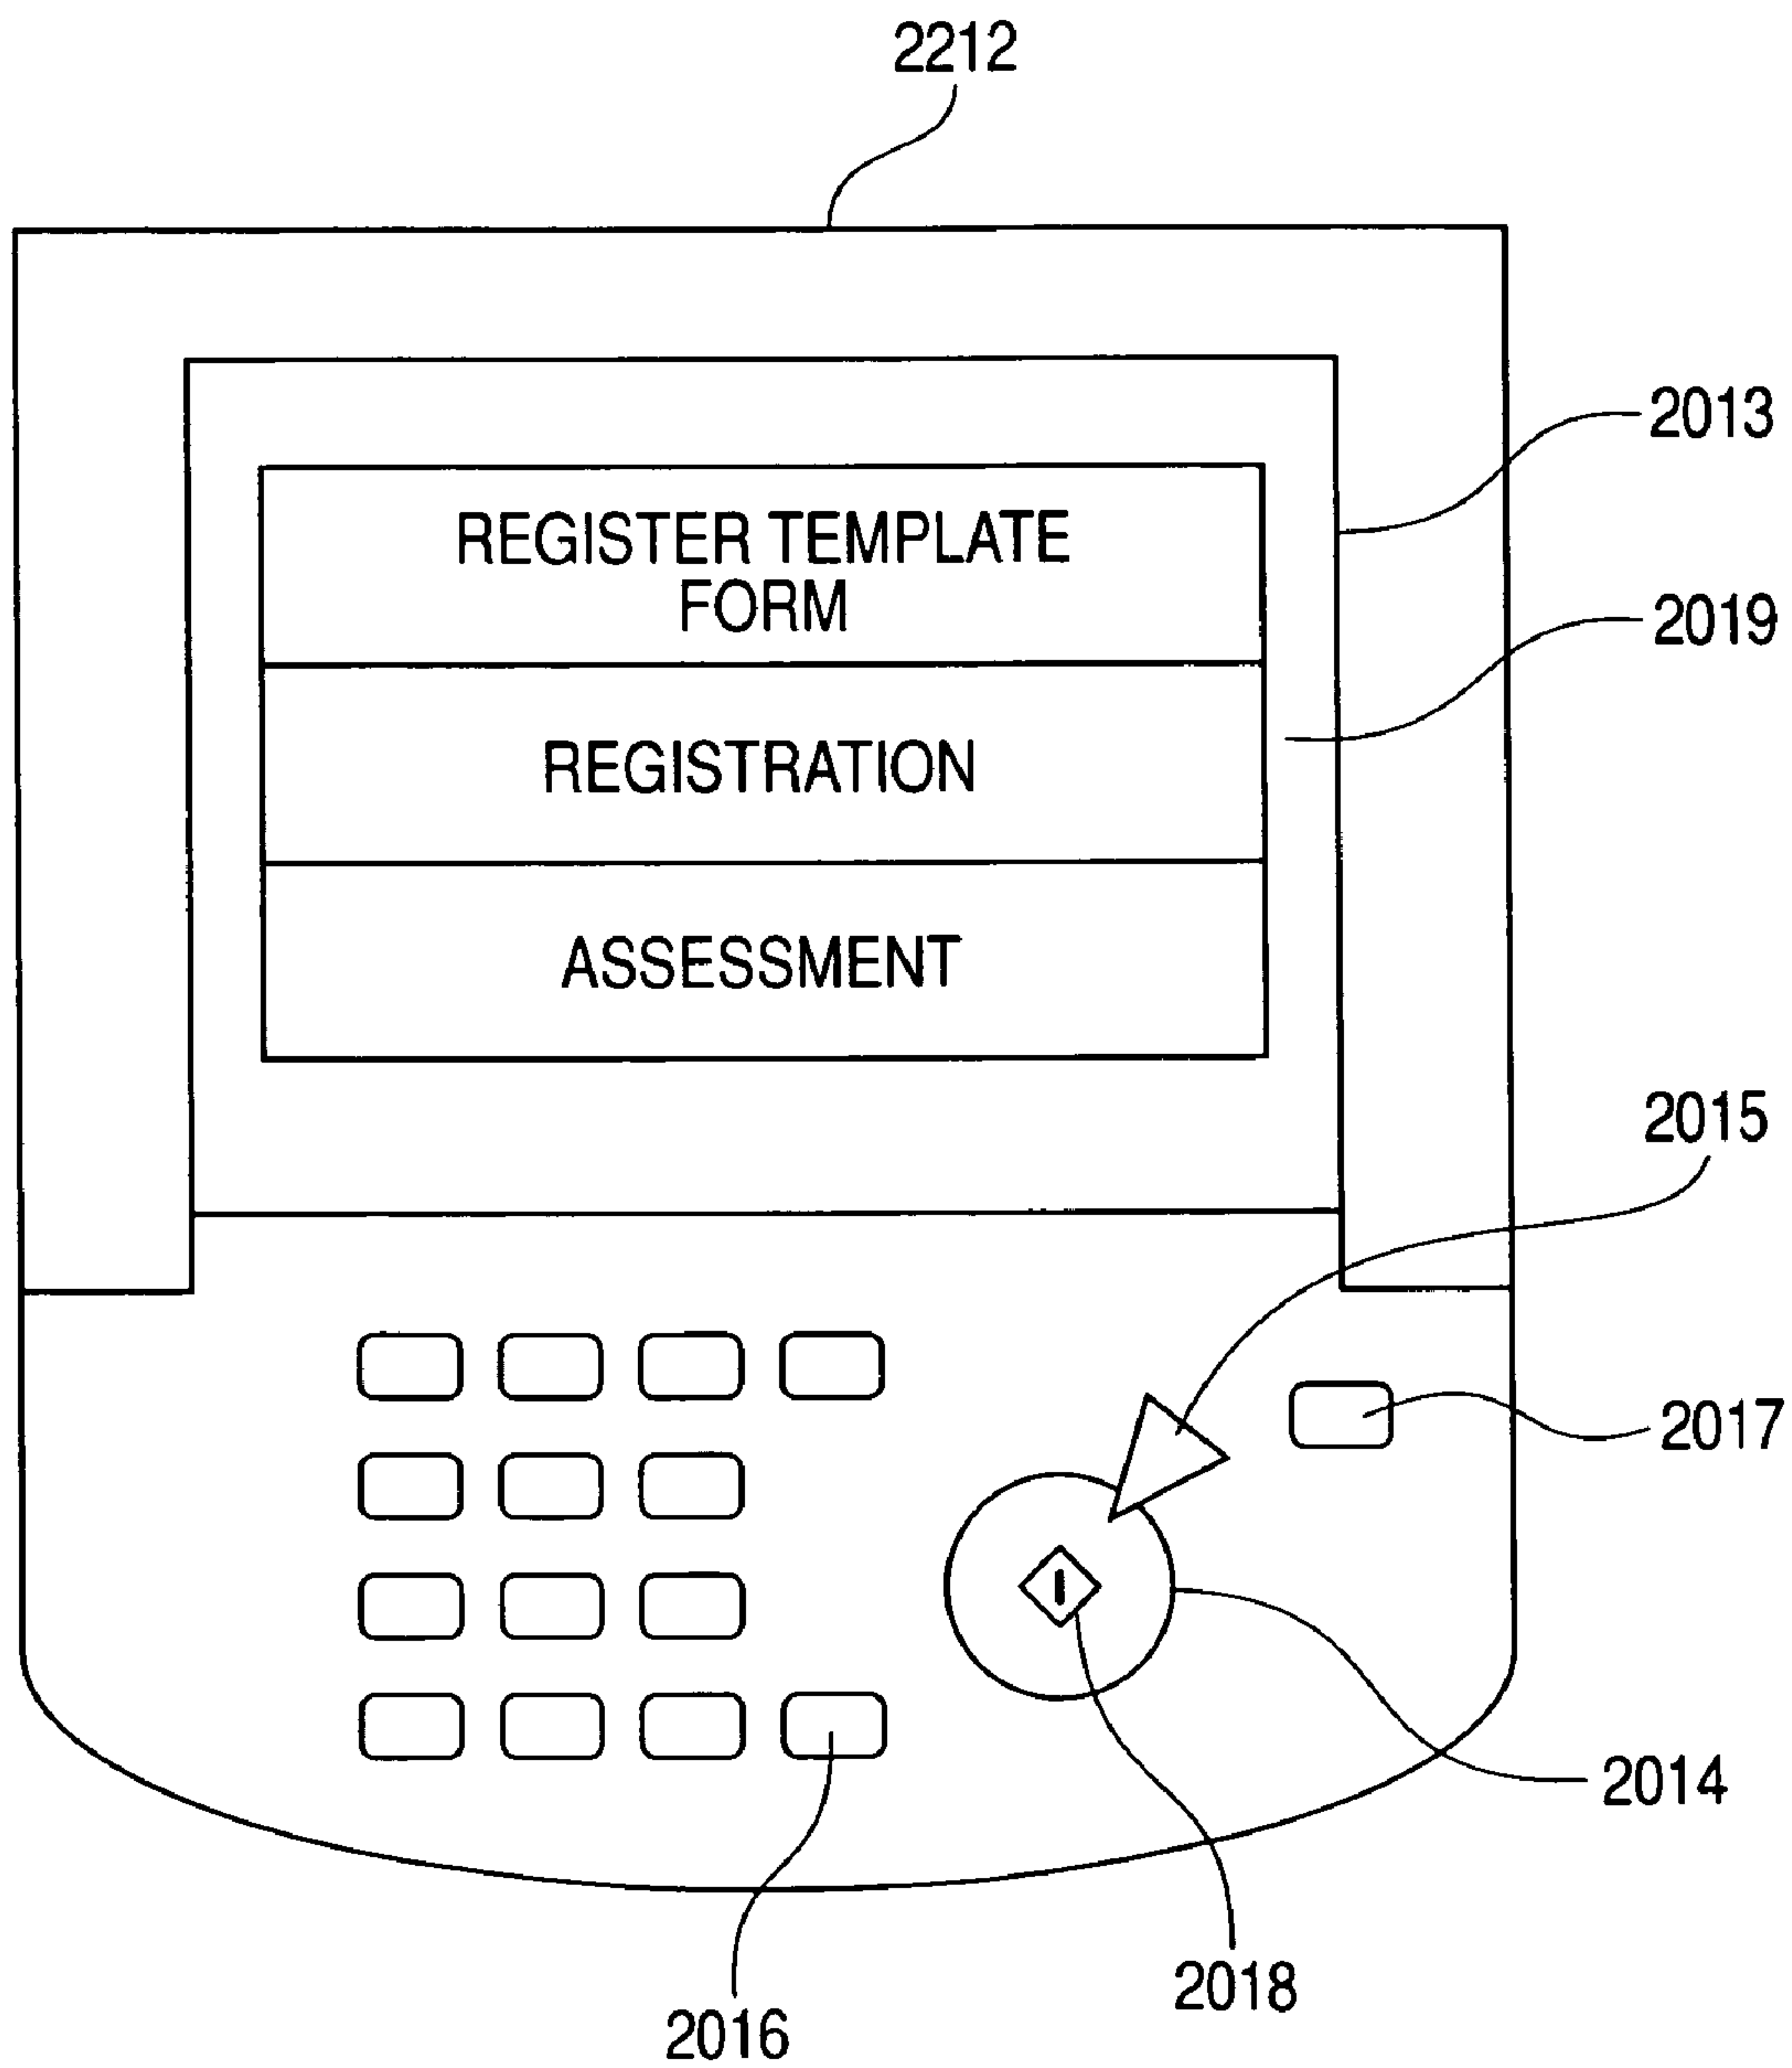 2212
2013
REGISTER TEMPLATE
FORM
2019
REGISTRATION
ASSESSMENT
2015
2017
2014
2018
2016